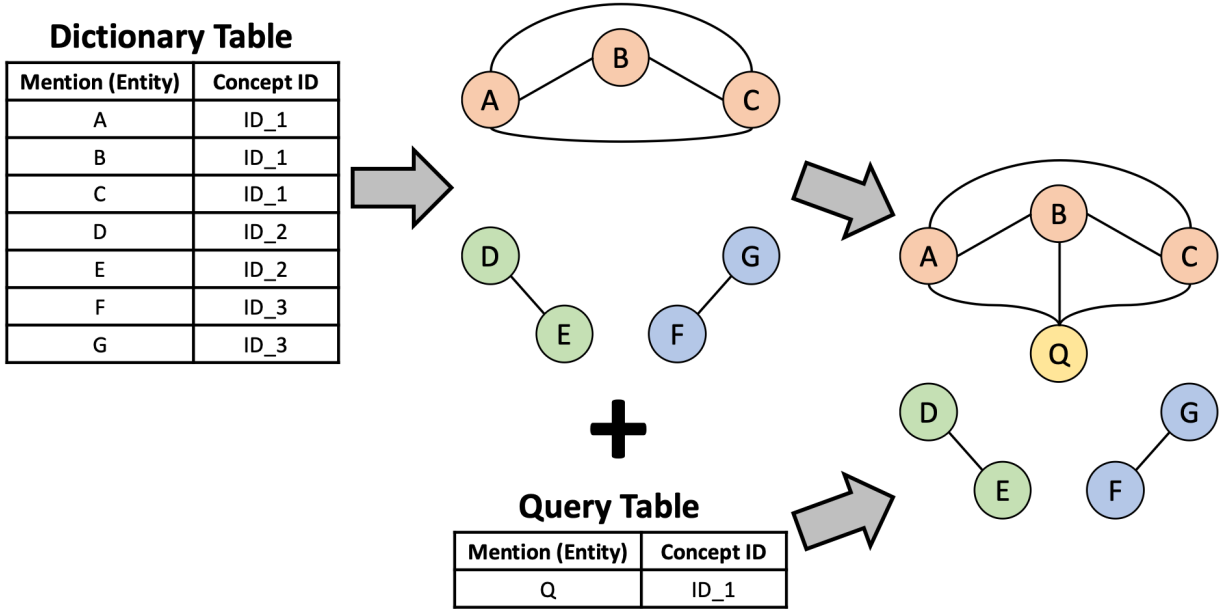 Dictionary Table
Mention (Entity) Concept ID
A ID_1
B ID_1
C ID_1
D ID_2
E ID_2
F ID_3
G ID_3
B
A C
D G
E F
+
Query Table
Mention (Entity) Concept ID
Q ID_1
B
A C
Q
D G
E F